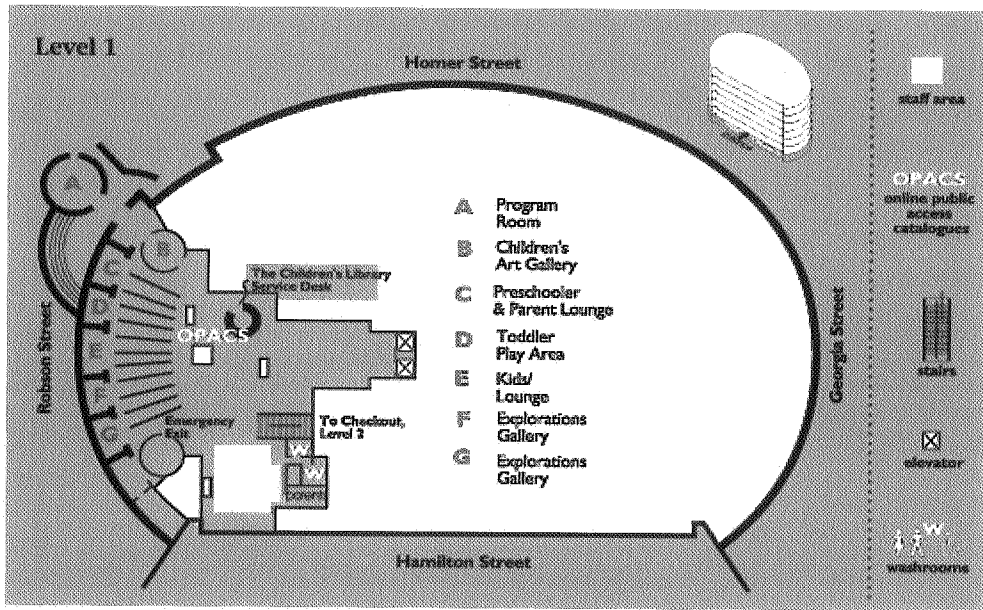 Level 1
Homer Street
staff area
OPACS
online public
access
catalogues
A
A
Program
Room
B
B
Children's
Art Gallery
The Children's Library
Service Desk
C
C
Preschooler
& Parent Lounge
D
D
Toddler
Play Area
OPACS
E
E
Kids/
Lounge
F
F
Explorations
Gallery
G
G
Explorations
Gallery
Robson Street
Georgia Street
stairs
Emergency
Exit
To Checkout,
Level 2
W
W
elevator
W
washrooms
Hamilton Street